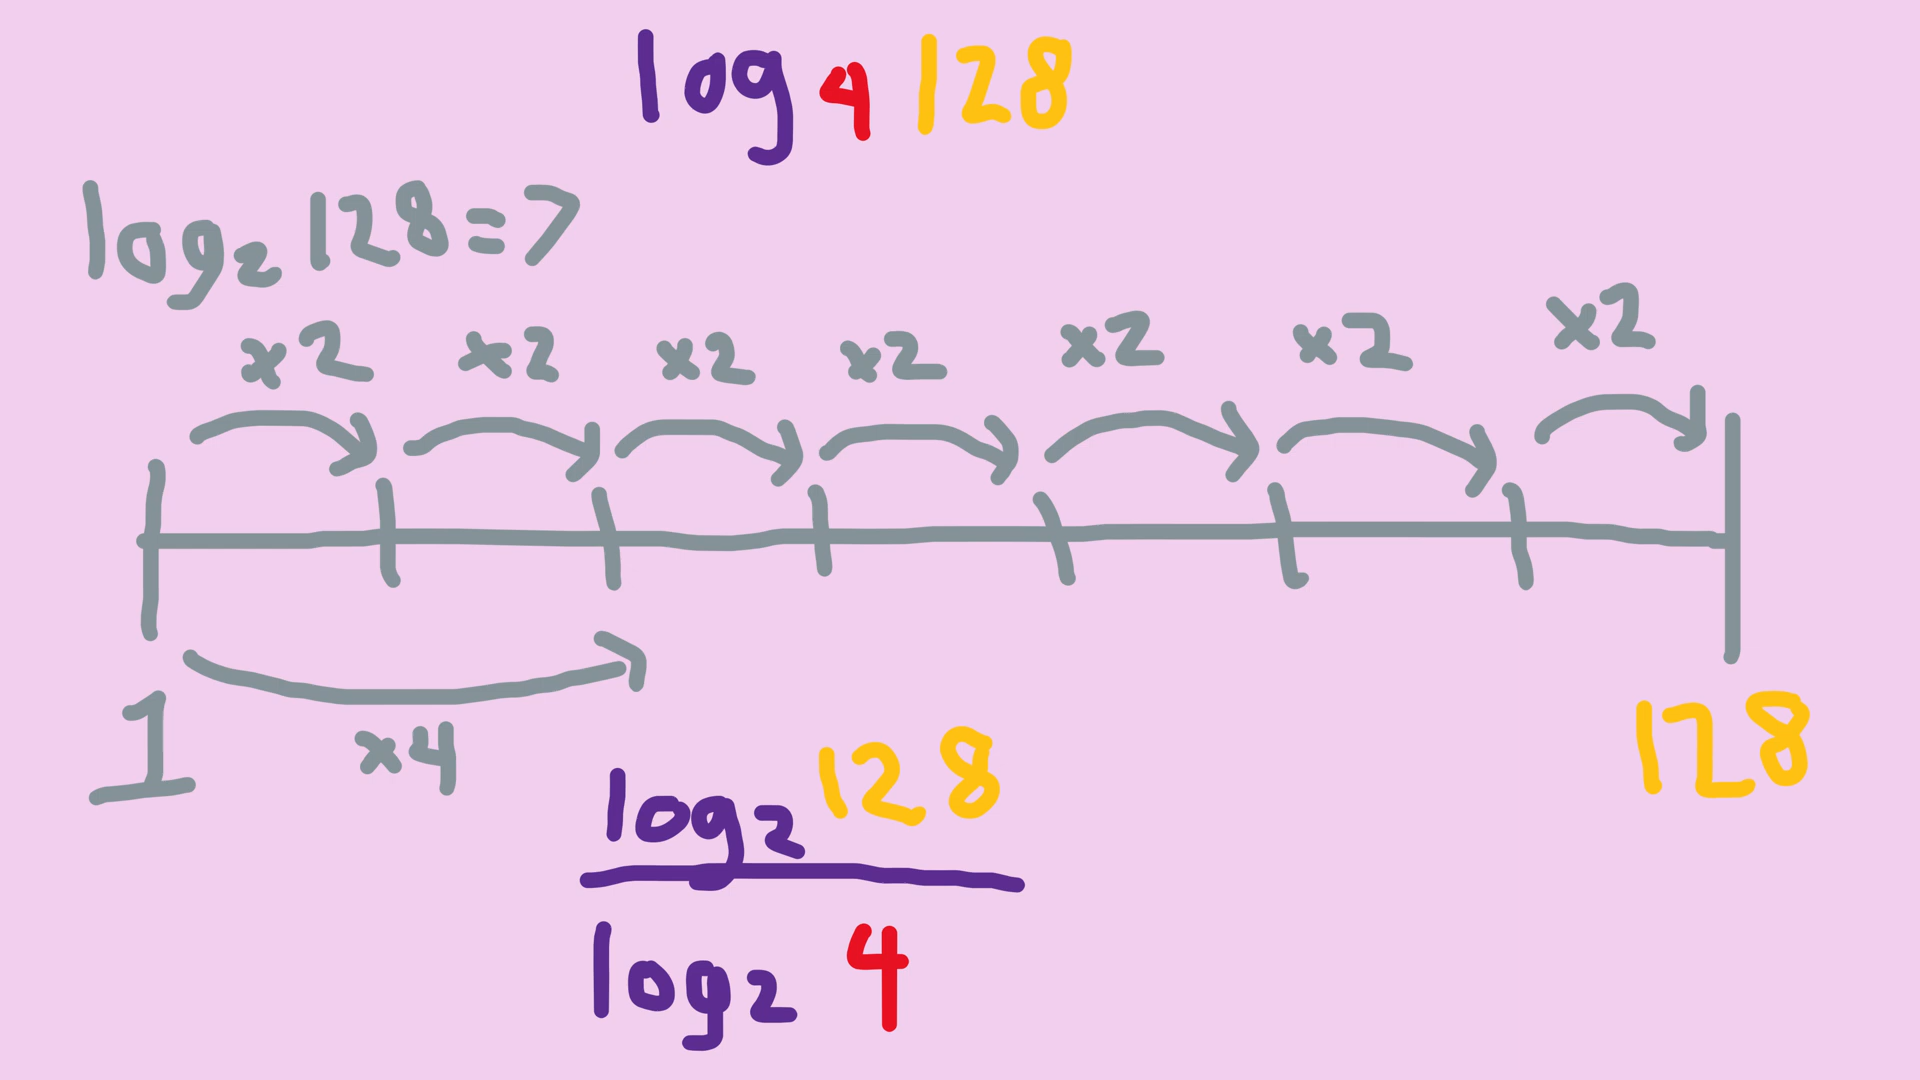 log₄ 128
log₂ 128=7
x2 x2 x2 x2 x2 x2 x2
1 x4 128
log₂ 128
log₂ 4